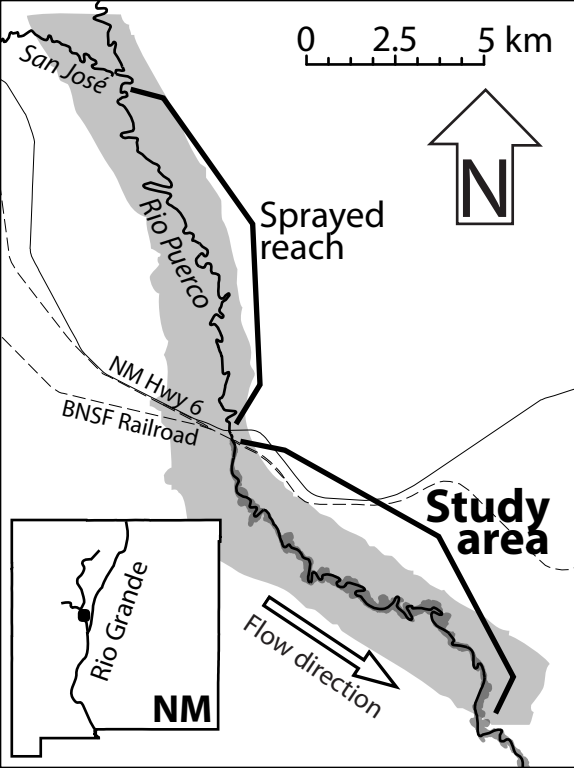 0 2.5 5 km
San José
N
Sprayed
reach
Rio Puerco
NM Hwy 6
BNSF Railroad
Study
area
Rio Grande
Flow direction
NM